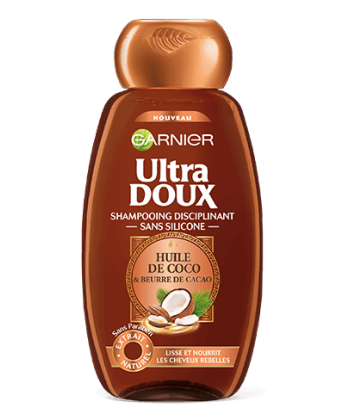 NOUVEAU
GARNIER
Ultra
DOUX
SHAMPOOING DISCIPLINANT
SANS SILICONE
HUILE
DE COCO
& BEURRE DE CACAO
Sans Paraben
EXTRAIT
NATUREL
LISSE ET NOURRIT
LES CHEVEUX REBELLES